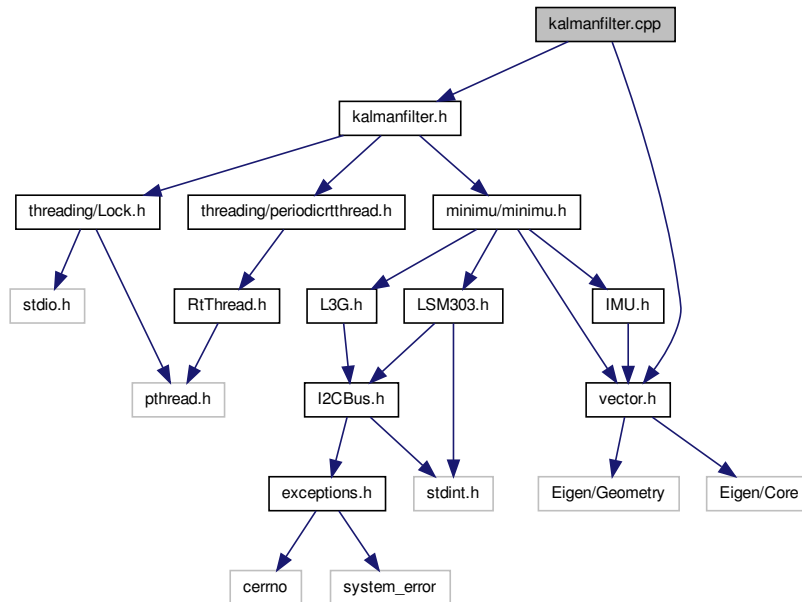 kalmanfilter.cpp
kalmanfilter.h
threading/Lock.h
threading/periodicrtthread.h
minimu/minimu.h
stdio.h
RtThread.h
L3G.h
LSM303.h
IMU.h
pthread.h
I2CBus.h
vector.h
exceptions.h
stdint.h
Eigen/Geometry
Eigen/Core
cerrno
system_error